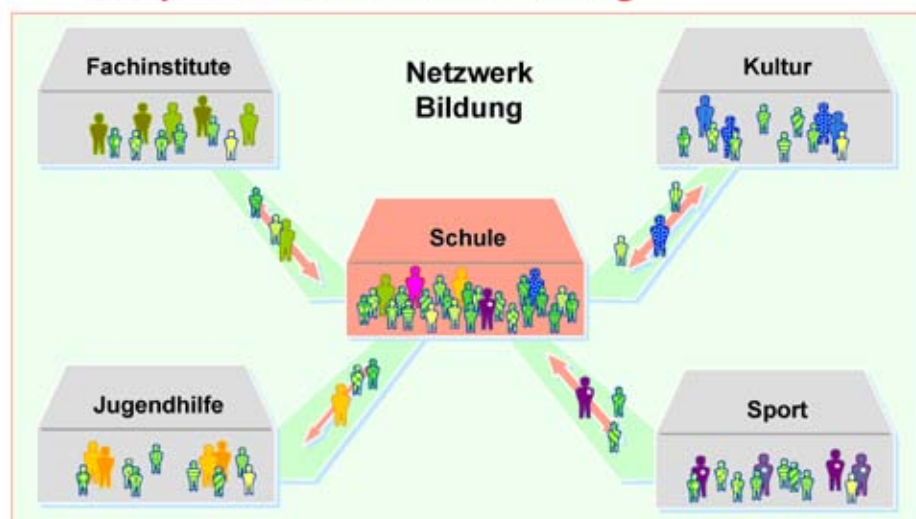 Netzwerk
Bildung
Fachinstitute
Kultur
Schule
Jugendhilfe
Sport